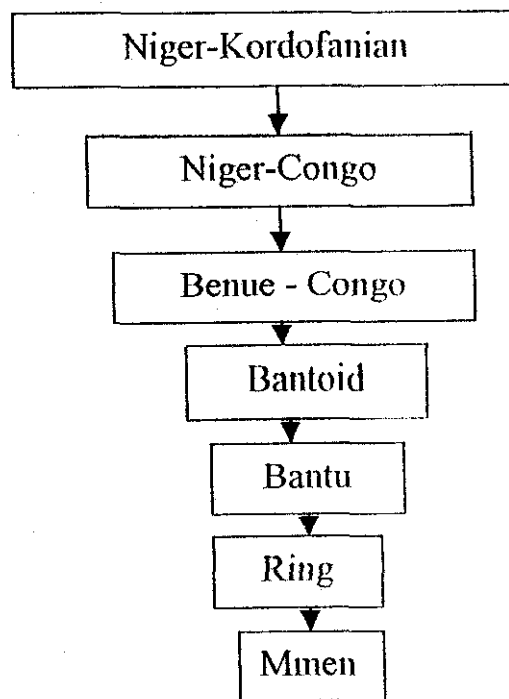 Niger-Kordofanian
Niger-Congo
Benue - Congo
Bantoid
Bantu
Ring
Mmen